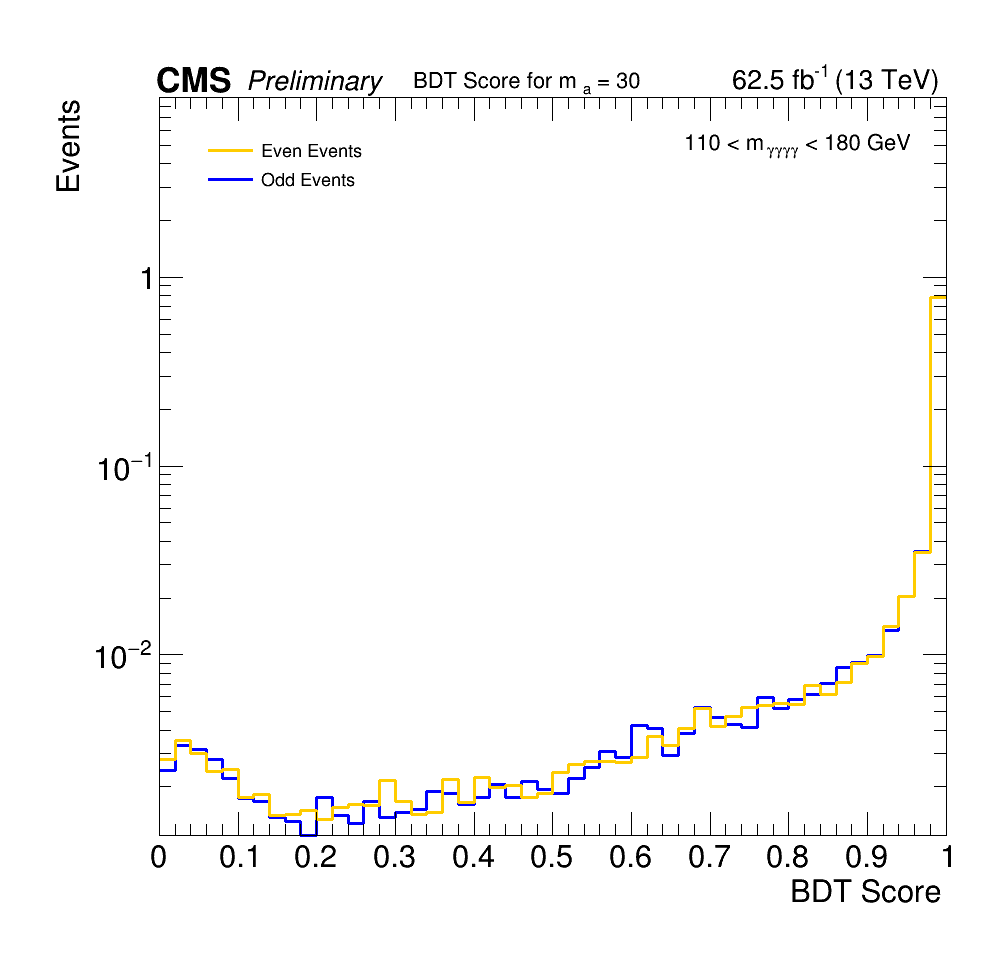 CMS Preliminary BDT Score for m a = 30 62.5 fb⁻¹ (13 TeV)
Events
Even Events
Odd Events
110 < mγγγγ < 180 GeV
1
10⁻¹
10⁻²
0 0.1 0.2 0.3 0.4 0.5 0.6 0.7 0.8 0.9 1
BDT Score